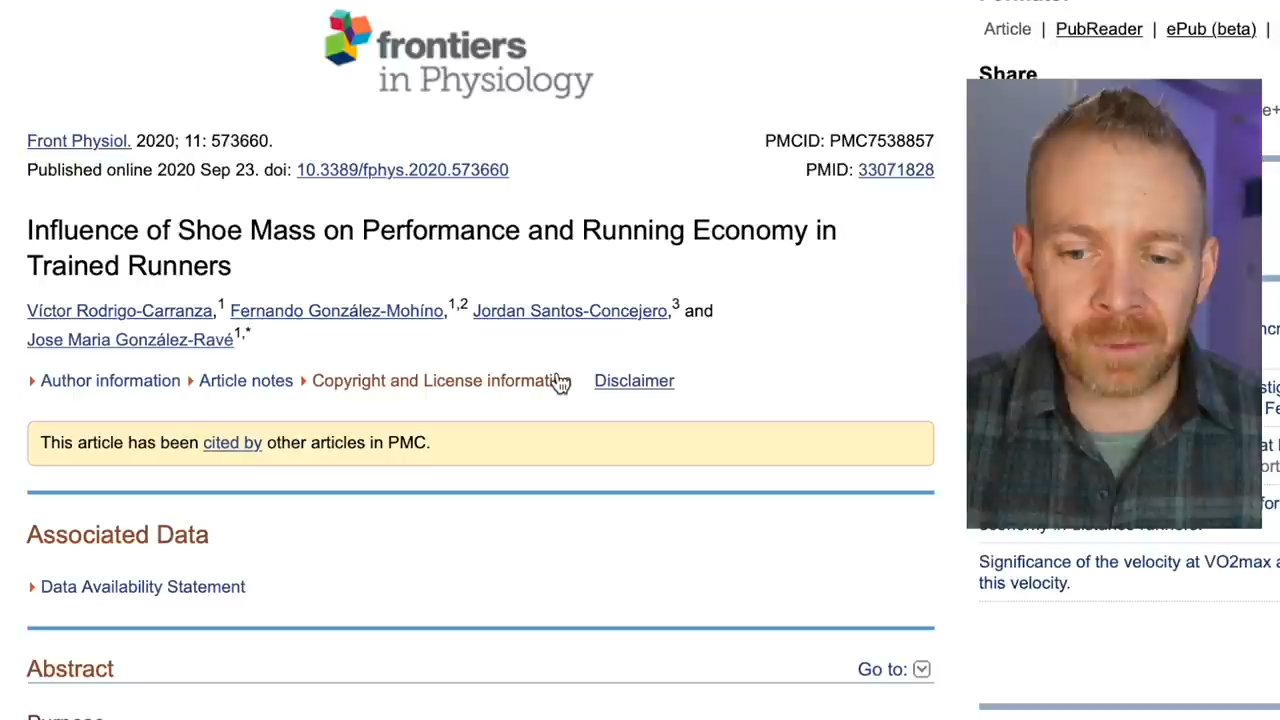 frontiers
in Physiology
Article | PubReader | ePub (beta) |
Share
Front Physiol. 2020; 11: 573660.
PMCID: PMC7538857
Published online 2020 Sep 23. doi: 10.3389/fphys.2020.573660
PMID: 33071828
Influence of Shoe Mass on Performance and Running Economy in
Trained Runners
Víctor Rodrigo-Carranza,1 Fernando González-Mohíno,1,2 Jordan Santos-Concejero,3 and
Jose Maria González-Ravé1,*
Author information Article notes Copyright and License information Disclaimer
This article has been cited by other articles in PMC.
Associated Data
Data Availability Statement
Abstract
Go to:
Purpose
Significance of the velocity at VO2max a
this velocity.